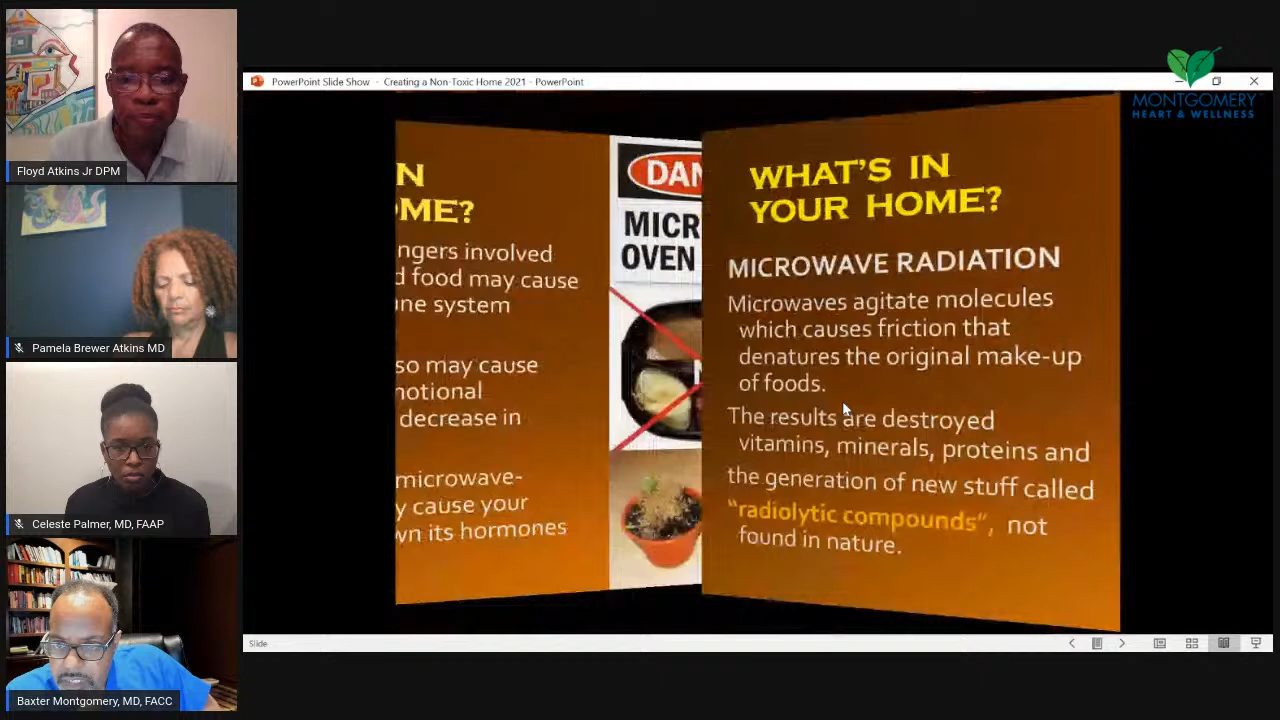 Floyd Atkins Jr DPM
Pamela Brewer Atkins MD
Celeste Palmer, MD, FAAP
Baxter Montgomery, MD, FACC
PowerPoint Slide Show - Creating a Non-Toxic Home 2021 - PowerPoint
MONTGOMERY
HEART & WELLNESS
N
OME?
ngers involved
d food may cause
ne system
so may cause
notional
decrease in
microwave-
y cause your
wn its hormones
DAN
MICR
OVEN
WHAT'S IN
YOUR HOME?
MICROWAVE RADIATION
Microwaves agitate molecules
which causes friction that
denatures the original make-up
of foods.
The results are destroyed
vitamins, minerals, proteins and
the generation of new stuff called
"radiolytic compounds", not
found in nature.
Slide